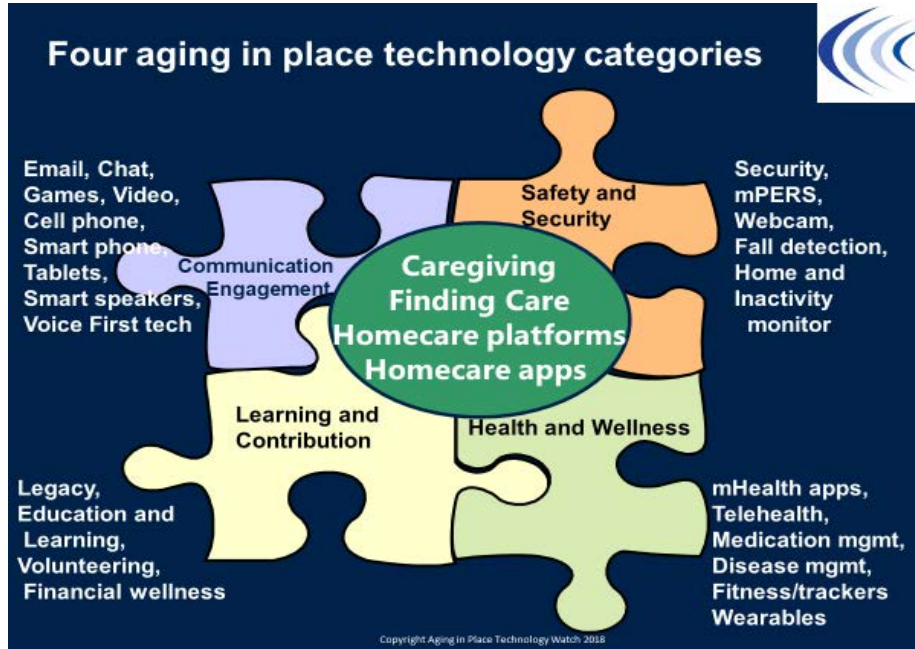 Four aging in place technology categories
Email, Chat,
Games, Video,
Cell phone,
Smart phone,
Tablets,
Smart speakers,
Voice First tech
Communication
Engagement
Safety and
Security
Security,
mPERS,
Webcam,
Fall detection,
Home and
Inactivity
monitor
Caregiving
Finding Care
Homecare platforms
Homecare apps
Learning and
Contribution
Health and Wellness
Legacy,
Education and
Learning,
Volunteering,
Financial wellness
mHealth apps,
Telehealth,
Medication mgmt,
Disease mgmt,
Fitness/trackers
Wearables
Copyright Aging in Place Technology Watch 2018